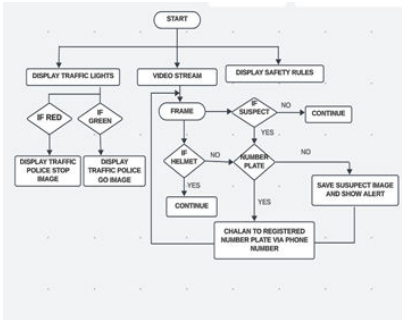 START
DISPLAY TRAFFIC LIGHTS
VIDEO STREAM
DISPLAY SAFETY RULES
IF RED
IF
GREEN
FRAME
IF
SUSPECT
NO
CONTINUE
YES
DISPLAY TRAFFIC
POLICE STOP
IMAGE
DISPLAY
TRAFFIC POLICE
GO IMAGE
IF
HELMET
NO
NUMBER
PLATE
NO
YES
CONTINUE
YES
SAVE SUSUPECT IMAGE
AND SHOW ALERT
CHALAN TO REGISTERED
NUMBER PLATE VIA PHONE
NUMBER